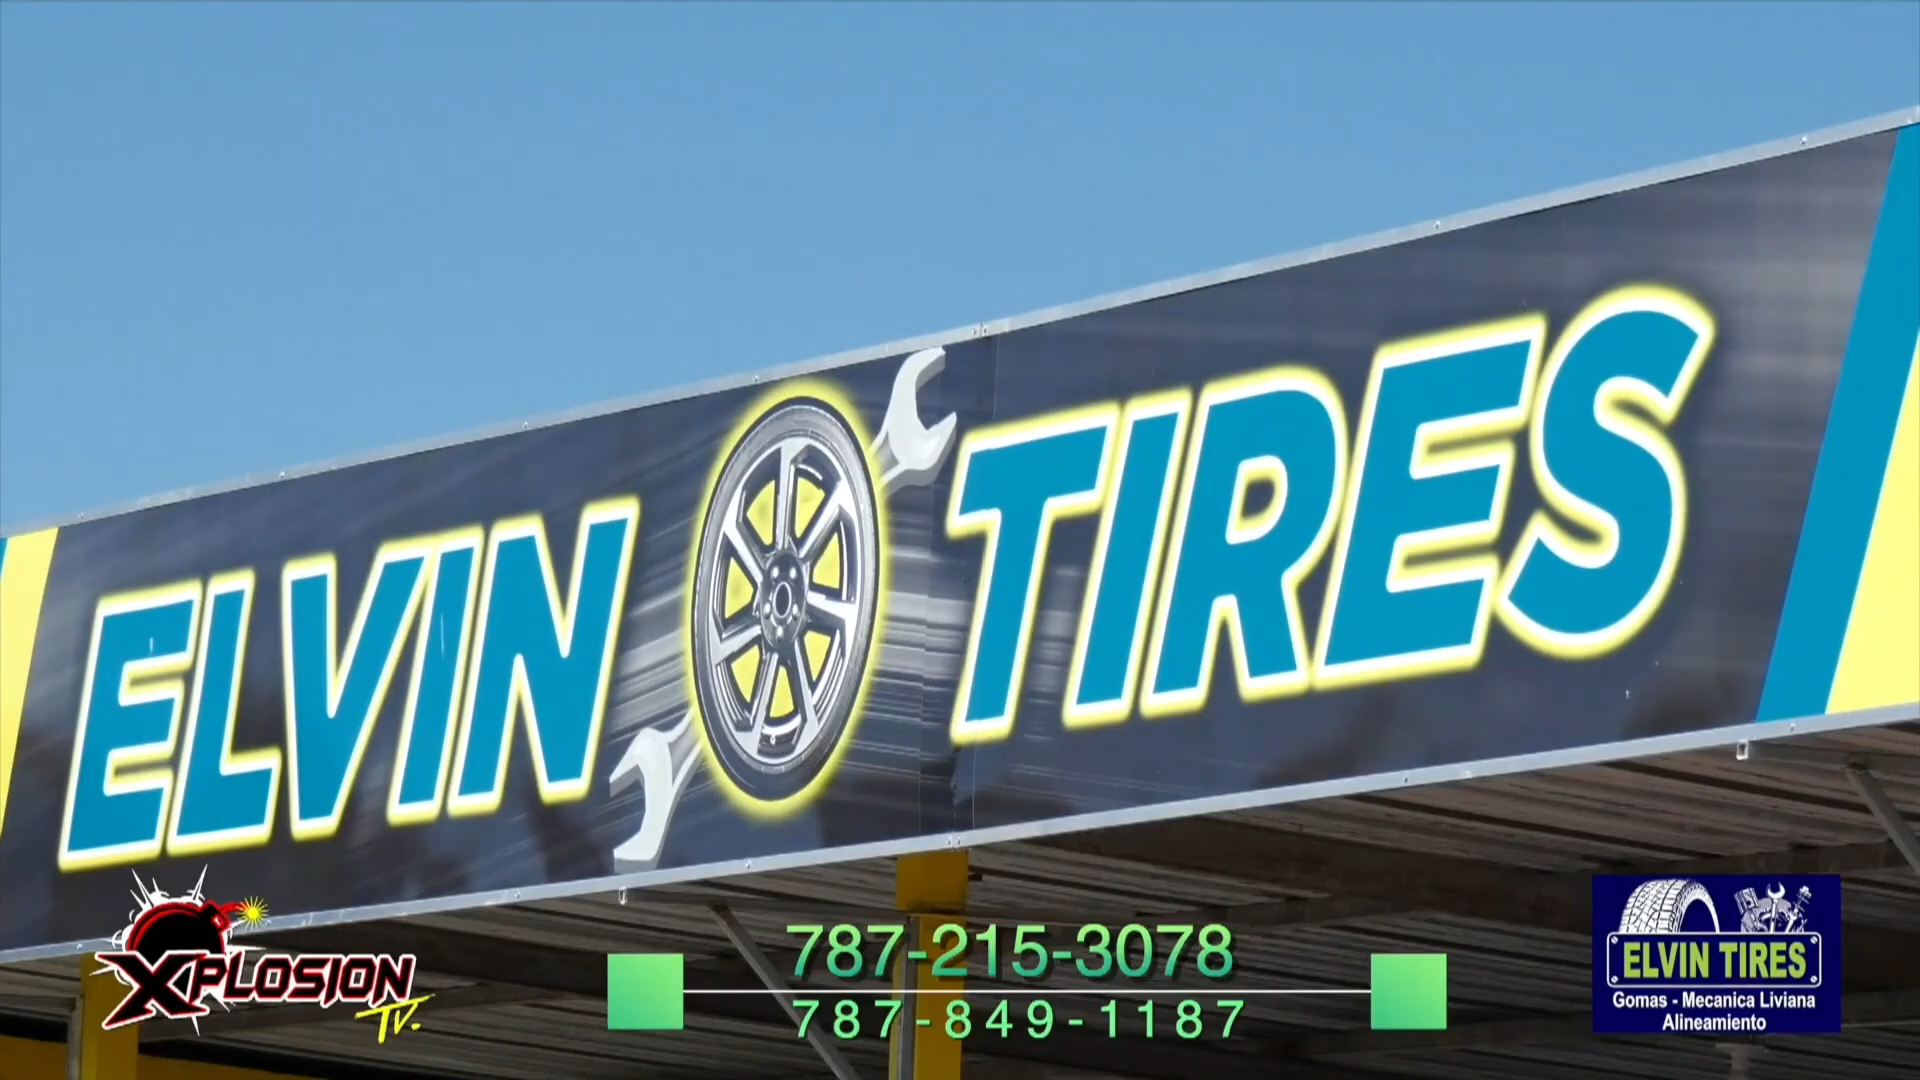 ELVIN TIRES
XPLOSION
TV.
787-215-3078
787-849-1187
ELVIN TIRES
Gomas - Mecanica Liviana
Alineamiento